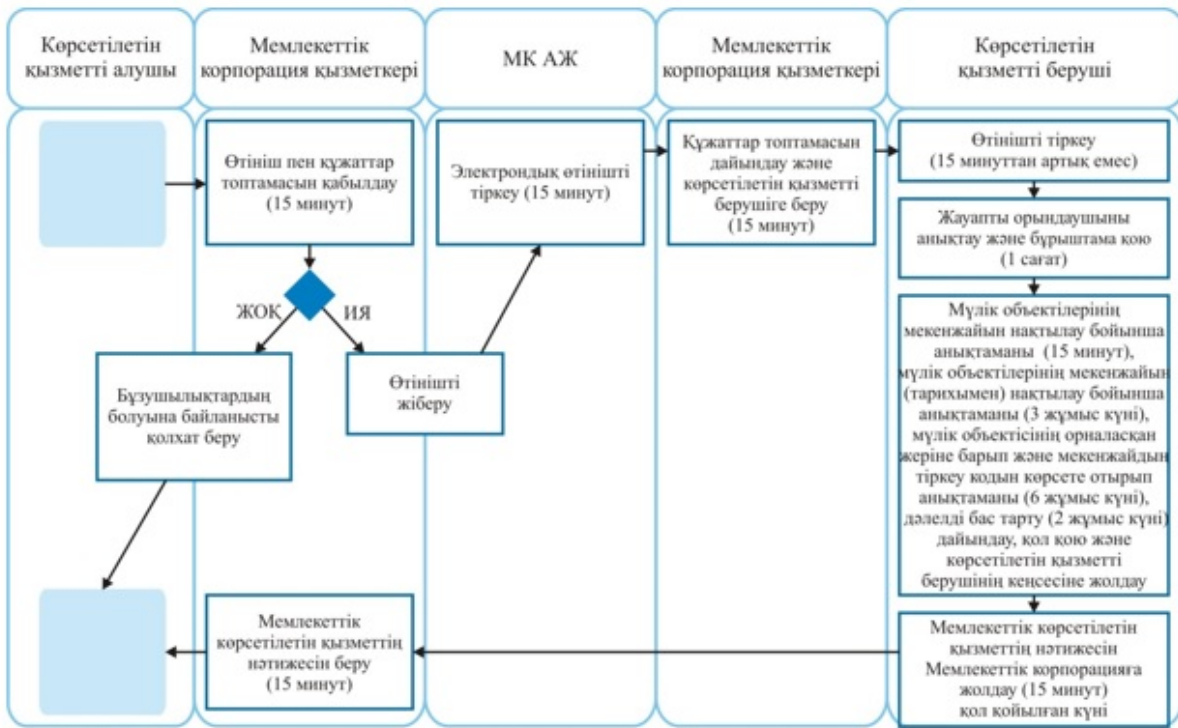 Көрсетілетін
қызметті алушы
Мемлекеттік
корпорация қызметкері
МК АЖ
Мемлекеттік
корпорация қызметкері
Көрсетілетін
қызметті беруші
Өтініш пен құжаттар
топтамасын қабылдау
(15 минут)
ЖОҚ
ИЯ
Бұзушылықтардың
болуына байланысты
қолхат беру
Өтінішті
жіберу
Электрондық өтінішті
тіркеу (15 минут)
Құжаттар топтамасын
дайындау және
көрсетілетін қызметті
берушіге беру
(15 минут)
Өтінішті тіркеу
(15 минуттан артық емес)
Жауапты орындаушыны
анықтау және бұрыштама қою
(1 сағат)
Мүлік объектілерінің
мекенжайын нақтылау бойынша
анықтаманы (15 минут),
мүлік объектілерінің мекенжайын
(тарихымен) нақтылау бойынша
анықтаманы (3 жұмыс күні),
мүлік объектісінің орналасқан
жеріне барып және мекенжайдын
тіркеу кодын көрсете отырып
анықтаманы (6 жұмыс күні),
дәлелді бас тарту (2 жұмыс күні)
дайындау, қол қою және
көрсетілетін қызметті
берушінің кеңсесіне жолдау
Мемлекеттік көрсетілетін
қызметтің нәтижесін
Мемлекеттік корпорацияға
жолдау (15 минут)
қол қойылған күні
Мемлекеттік
көрсетілетін қызметтің
нәтижесін беру
(15 минут)